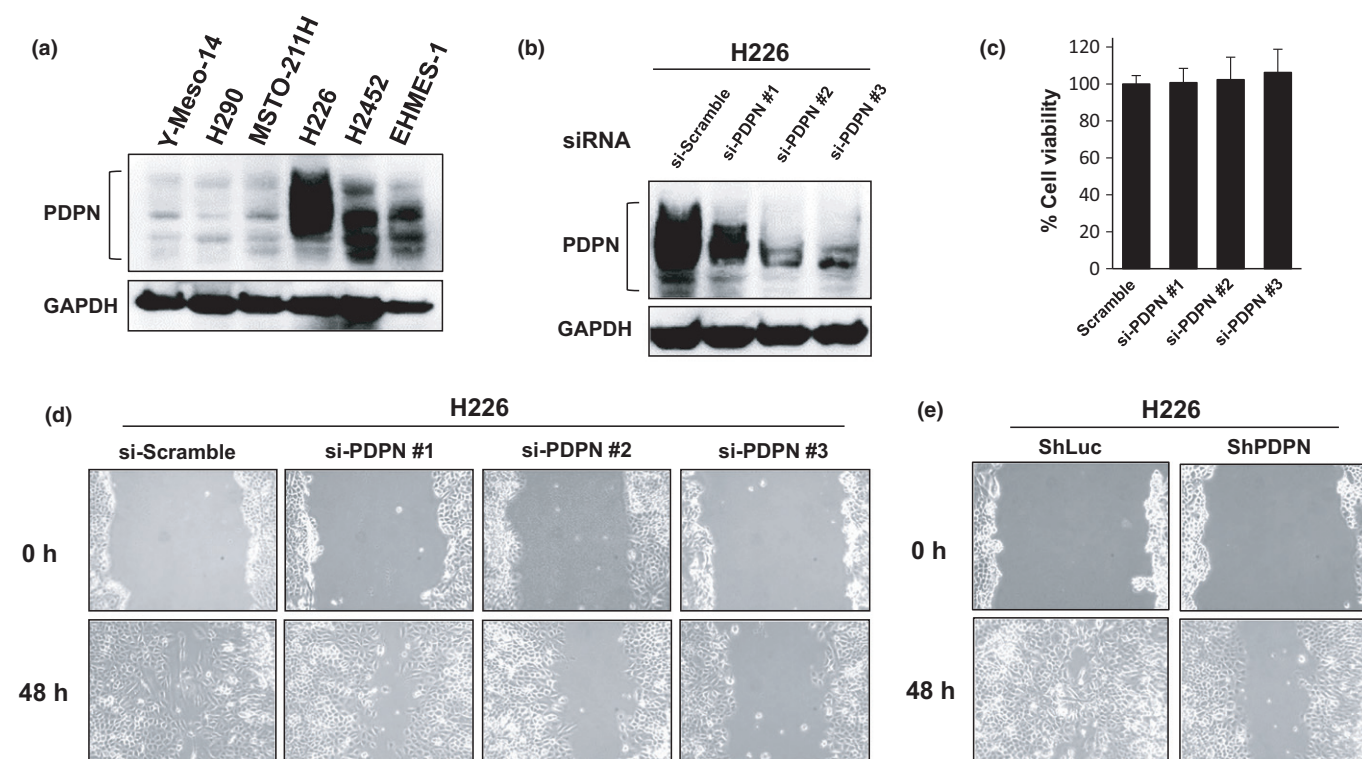 (a)
Y-Meso-14
H290
MSTO-211H
H226
H2452
EHMES-1
PDPN
GAPDH
(b)
H226
siRNA
si-Scramble
si-PDPN #1
si-PDPN #2
si-PDPN #3
PDPN
GAPDH
(c)
% Cell viability
120
100
80
60
40
20
0
Scramble
si-PDPN #1
si-PDPN #2
si-PDPN #3
(d)
H226
si-Scramble
si-PDPN #1
si-PDPN #2
si-PDPN #3
0 h
48 h
(e)
H226
ShLuc
ShPDPN
0 h
48 h